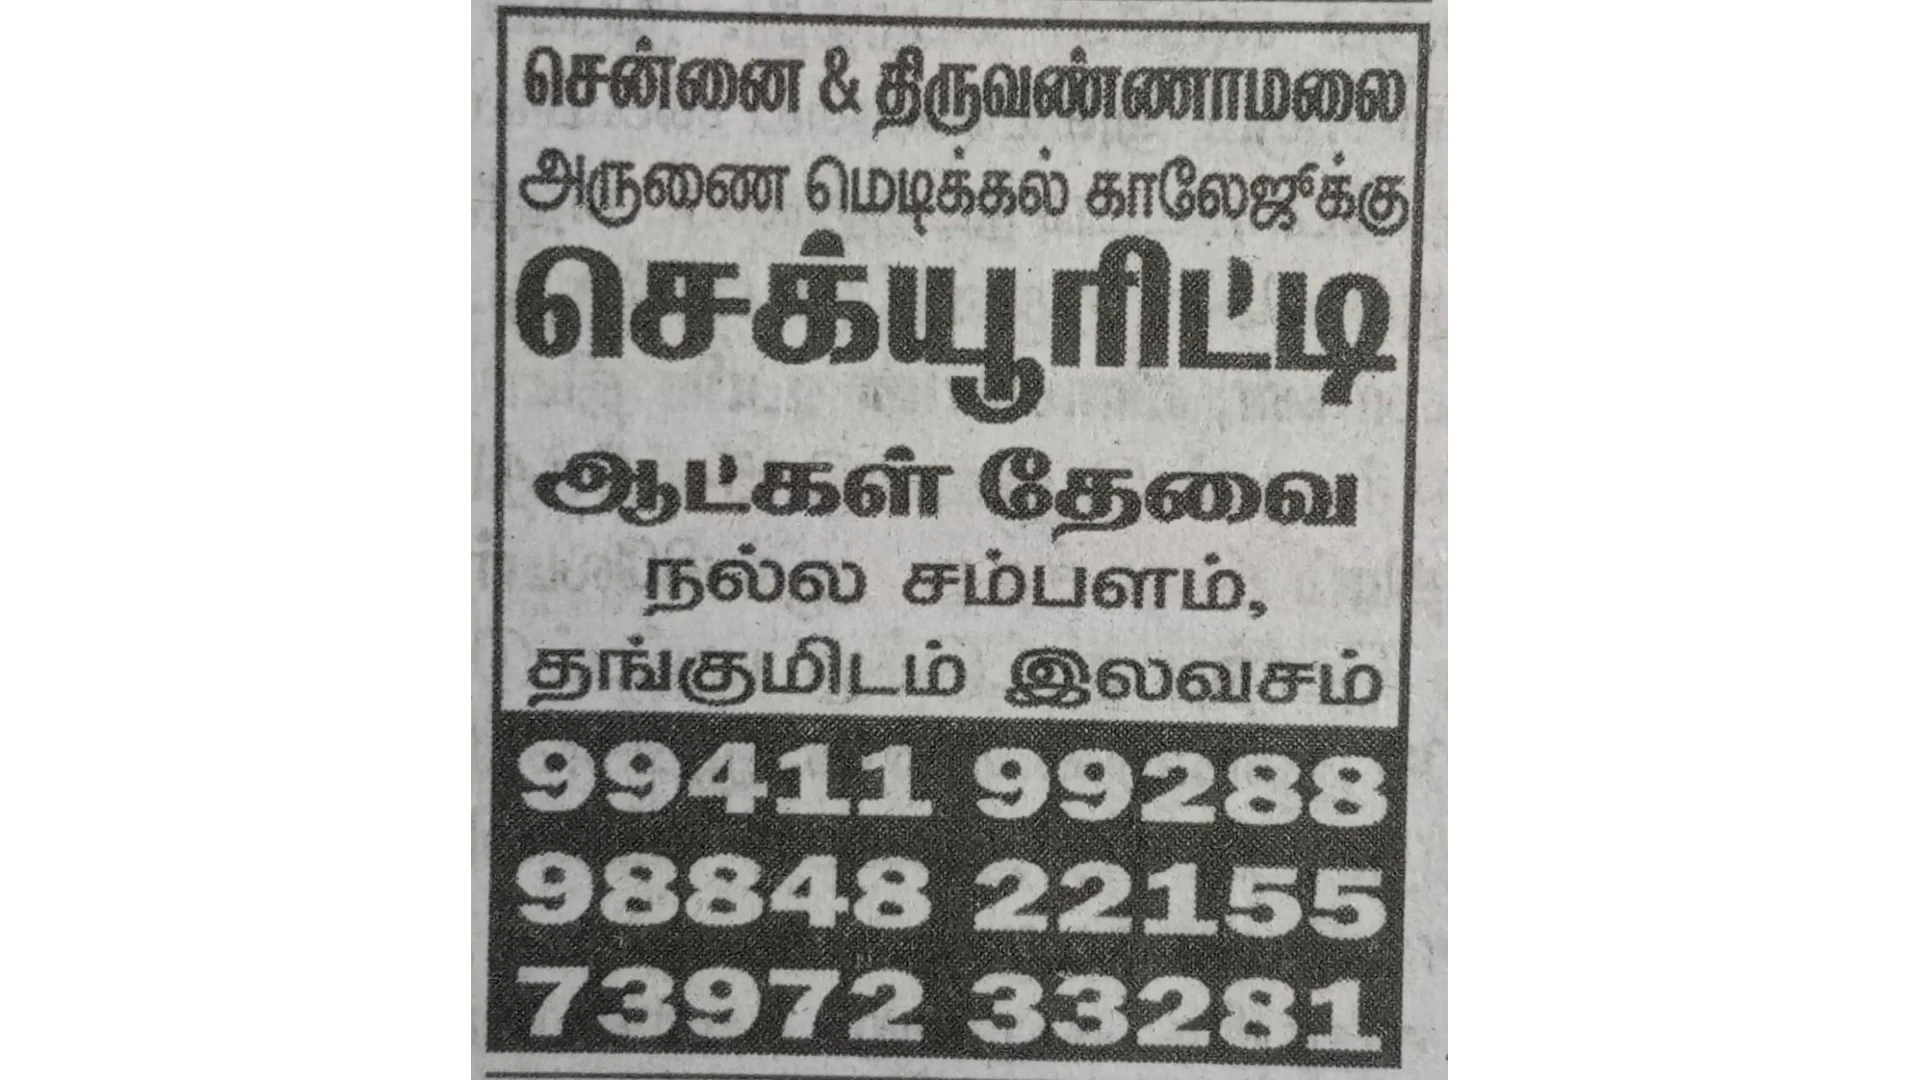 சென்னை & திருவண்ணாமலை
அருணை மெடிக்கல் காலேஜுக்கு
செக்யூரிட்டி
ஆட்கள் தேவை
நல்ல சம்பளம்,
தங்குமிடம் இலவசம்
99411 99288
98848 22155
73972 33281